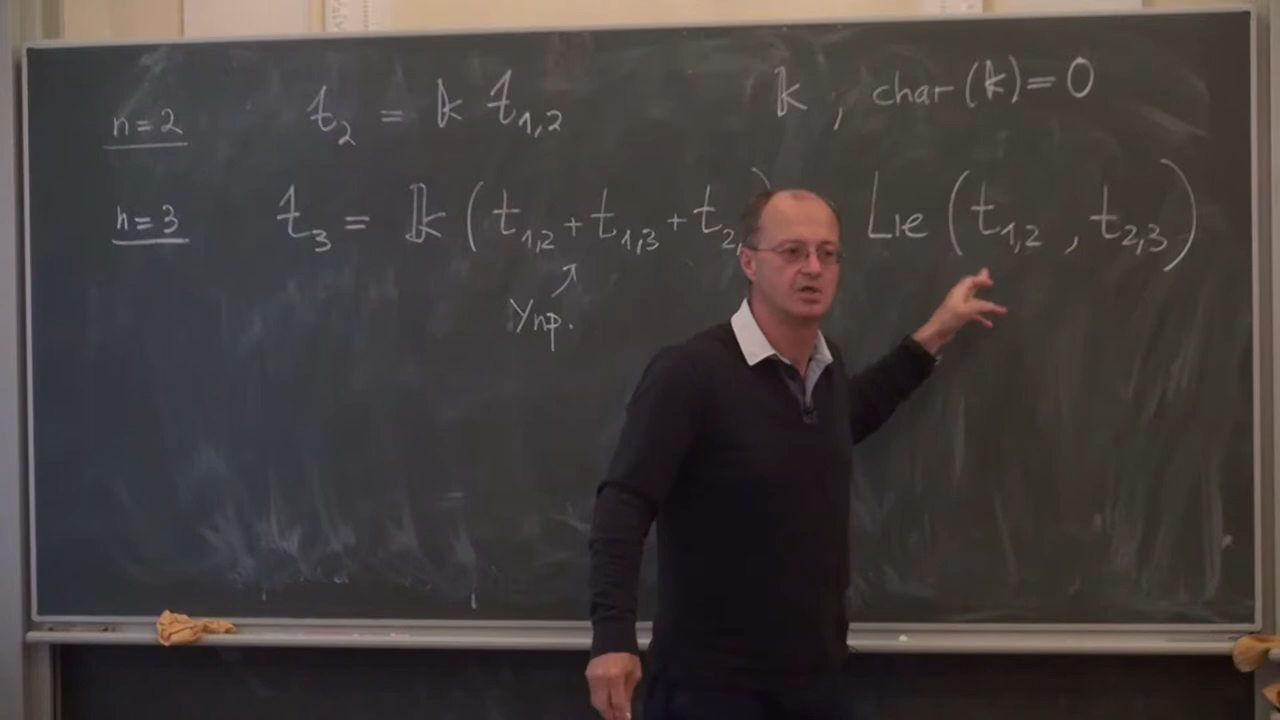 n=2 𝔱₂ = 𝕜 t₁,₂ 𝕜 , char(𝕜)=0
n=3 𝔱₃ = 𝕜 (t₁,₂ + t₁,₃ + t₂, ) Lie (t₁,₂ , t₂,₃)
Упр.